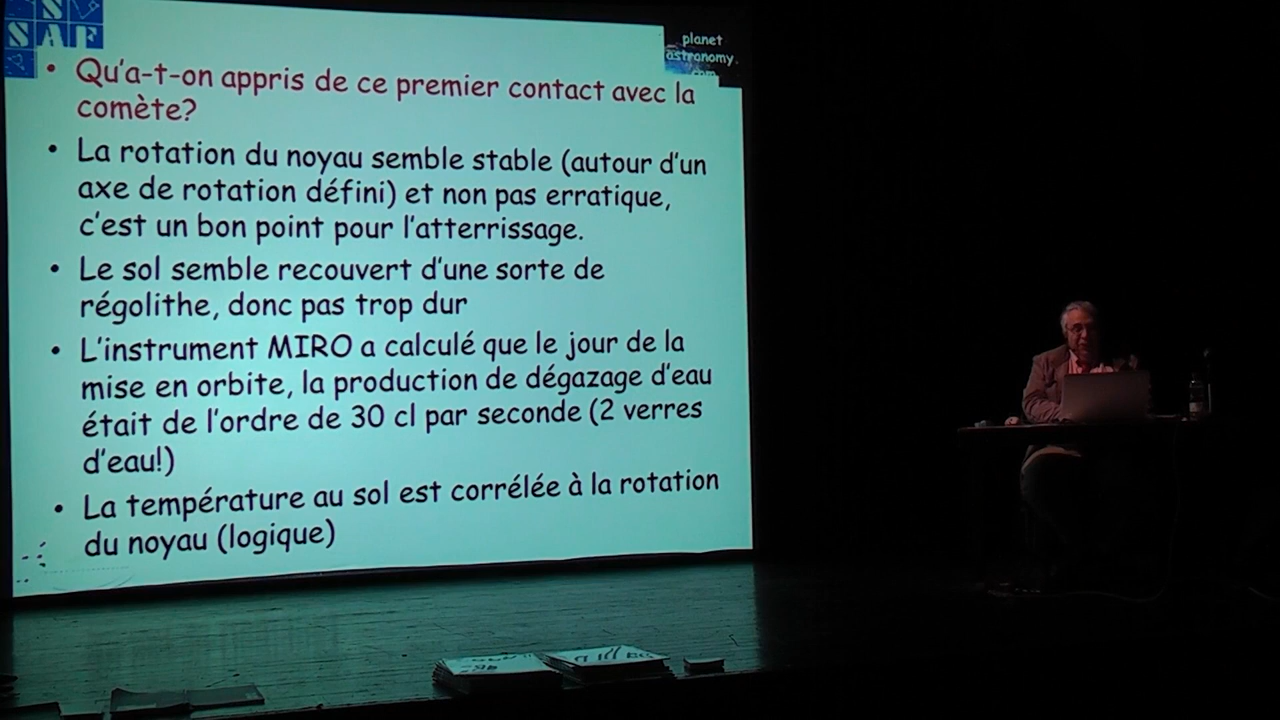 S
SAF
planet
astronomy.
com
• Qu'a-t-on appris de ce premier contact avec la
comète?
• La rotation du noyau semble stable (autour d'un
axe de rotation défini) et non pas erratique,
c'est un bon point pour l'atterrissage.
• Le sol semble recouvert d'une sorte de
régolithe, donc pas trop dur
• L'instrument MIRO a calculé que le jour de la
mise en orbite, la production de dégazage d'eau
était de l'ordre de 30 cl par seconde (2 verres
d'eau!)
• La température au sol est corrélée à la rotation
du noyau (logique)